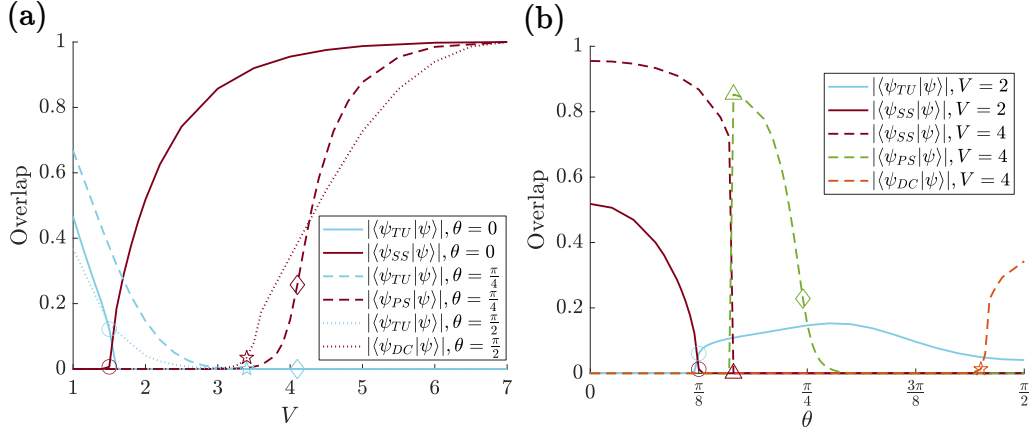 (a)
1
0.8
0.6
0.4
0.2
0
Overlap
1 2 3 4 5 6 7
V
|⟨ψ_TU|ψ⟩|, θ = 0
|⟨ψ_SS|ψ⟩|, θ = 0
|⟨ψ_TU|ψ⟩|, θ = π/4
|⟨ψ_PS|ψ⟩|, θ = π/4
|⟨ψ_TU|ψ⟩|, θ = π/2
|⟨ψ_DC|ψ⟩|, θ = π/2
(b)
1
0.8
0.6
0.4
0.2
0
Overlap
0 π/8 π/4 3π/8 π/2
θ
|⟨ψ_TU|ψ⟩|, V = 2
|⟨ψ_SS|ψ⟩|, V = 2
|⟨ψ_SS|ψ⟩|, V = 4
|⟨ψ_PS|ψ⟩|, V = 4
|⟨ψ_DC|ψ⟩|, V = 4